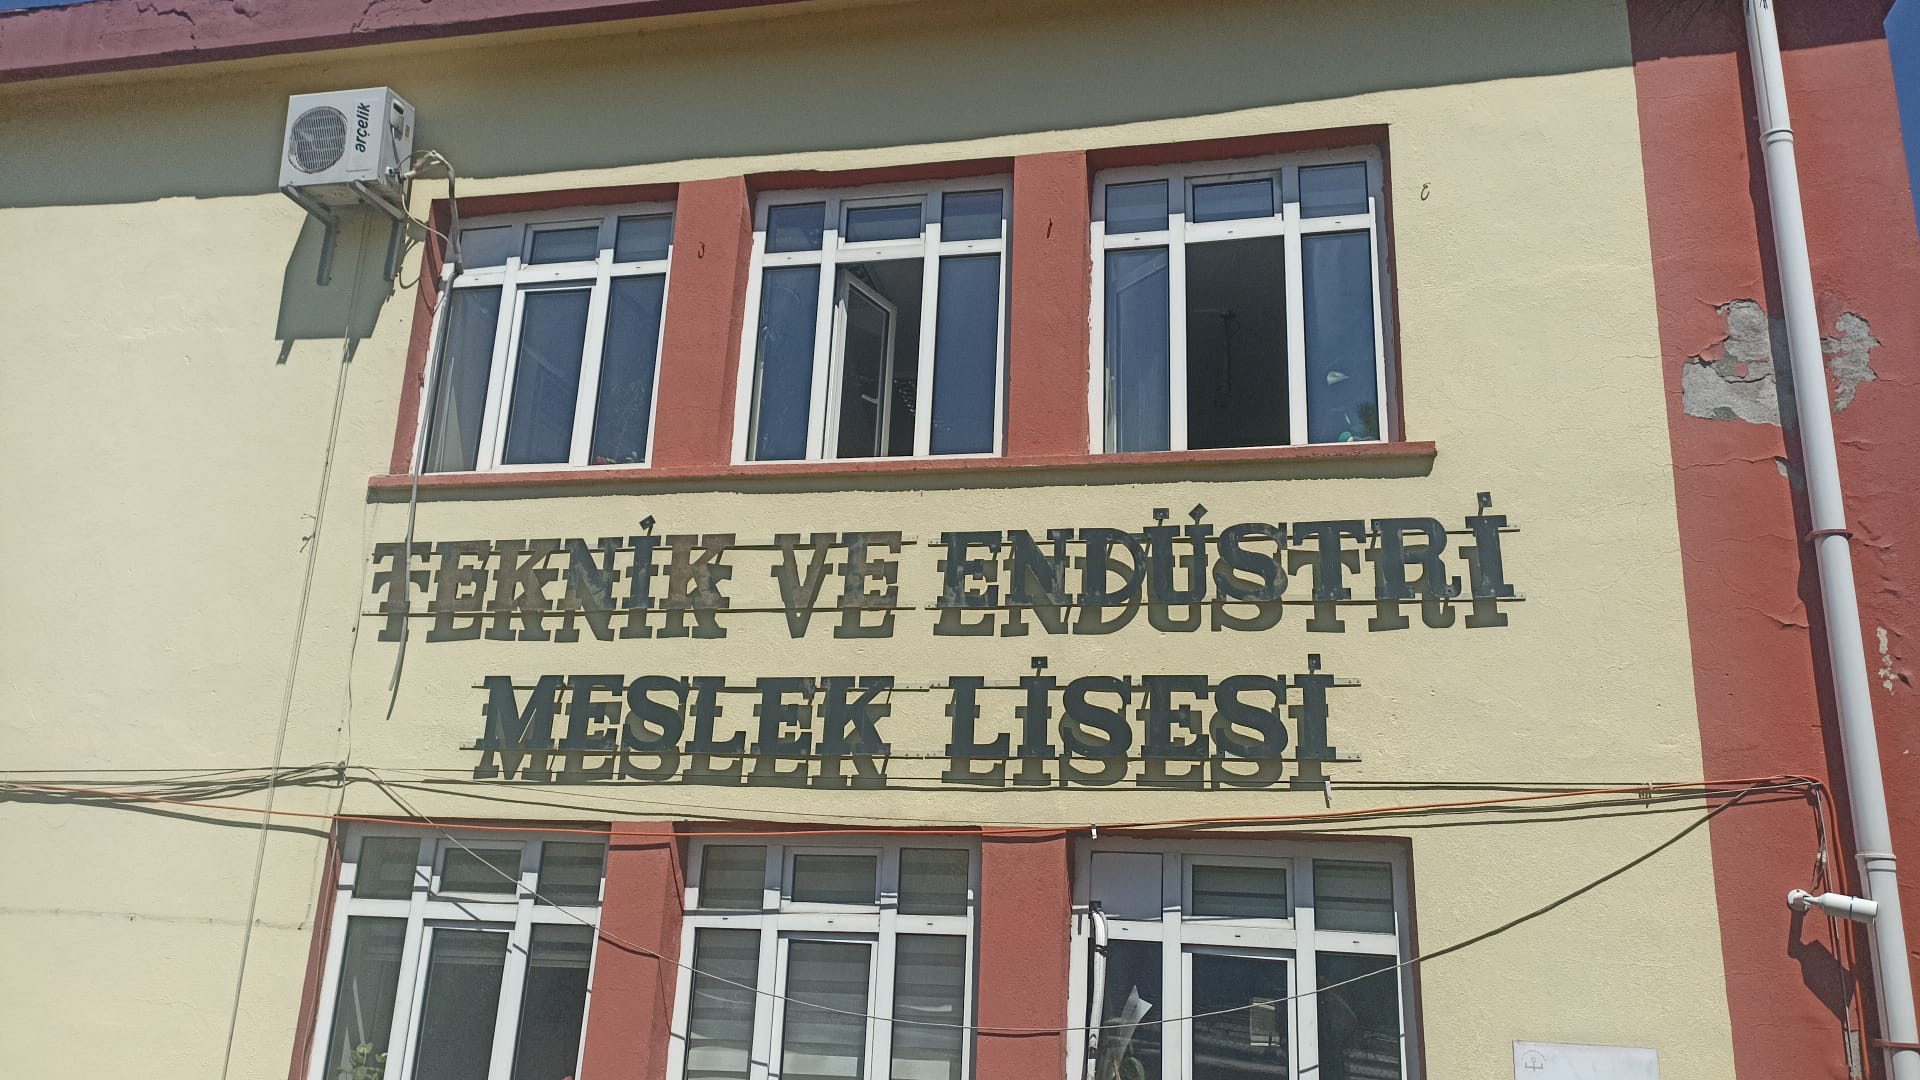 arçelik
TEKNİK VE ENDÜSTRİ
MESLEK LİSESİ